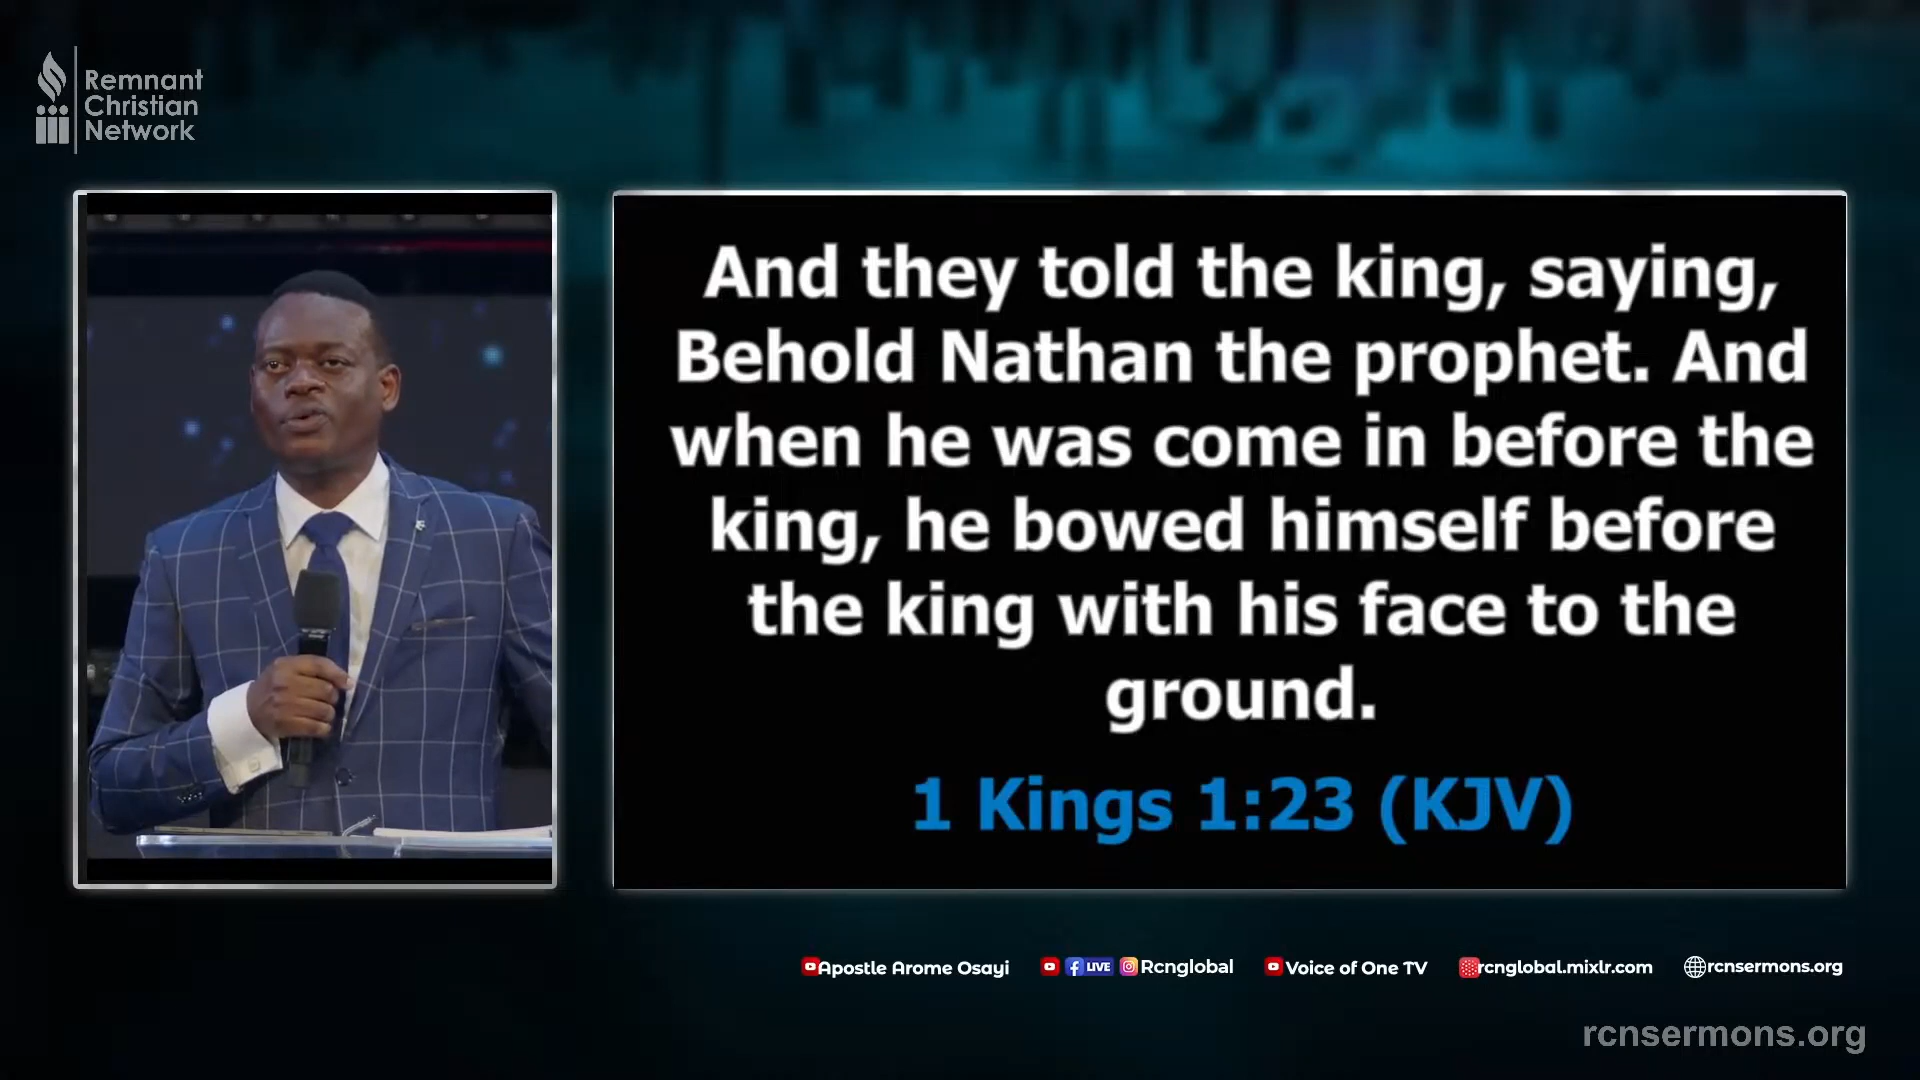 Remnant
Christian
Network
And they told the king, saying,
Behold Nathan the prophet. And
when he was come in before the
king, he bowed himself before
the king with his face to the
ground.
1 Kings 1:23 (KJV)
Apostle Arome Osayi LIVE Rcnglobal Voice of One TV rcnglobal.mixlr.com rcnsermons.org
rcnsermons.org